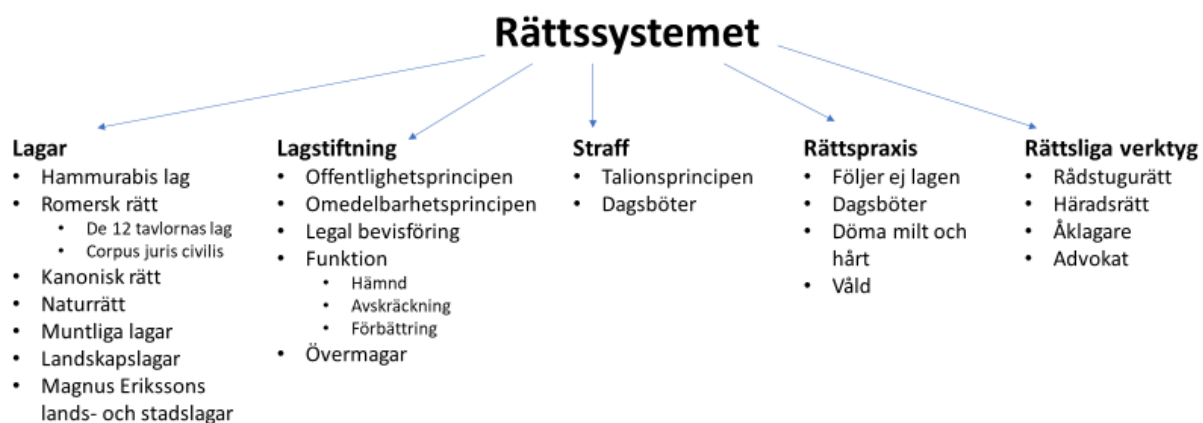 Rättssystemet
Lagar
• Hammurabis lag
• Romersk rätt
• De 12 tavlornas lag
• Corpus juris civilis
• Kanonisk rätt
• Naturrätt
• Muntliga lagar
• Landskapslagar
• Magnus Erikssons
lands- och stadslagar
Lagstiftning
• Offentlighetsprincipen
• Omedelbarhetsprincipen
• Legal bevisföring
• Funktion
• Hämnd
• Avskräckning
• Förbättring
• Övermagar
Straff
• Talionsprincipen
• Dagsböter
Rättspraxis
• Följer ej lagen
• Dagsböter
• Döma milt och
hårt
• Våld
Rättsliga verktyg
• Rådstugurätt
• Häradsrätt
• Åklagare
• Advokat